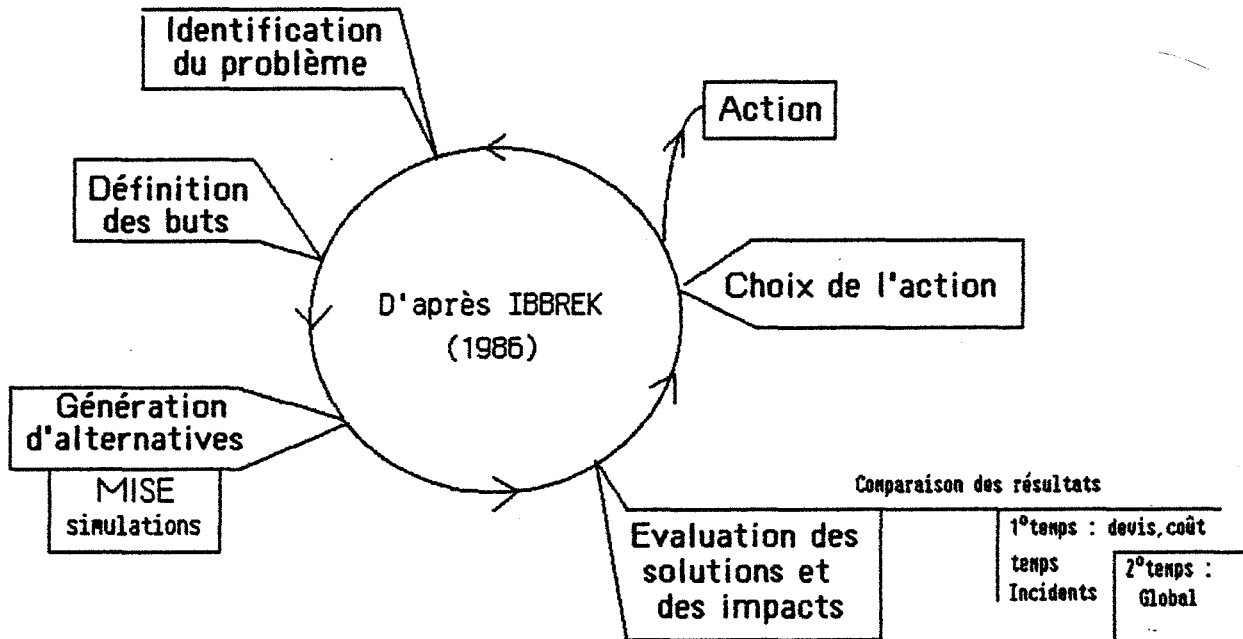 Identification
du problème
Action
Définition
des buts
Choix de l'action
D'après IBBREK
(1986)
Génération
d'alternatives
MISE
simulations
Comparaison des résultats
Evaluation des
solutions et
des impacts
1°temps : devis,coût
temps
Incidents
2°temps :
Global